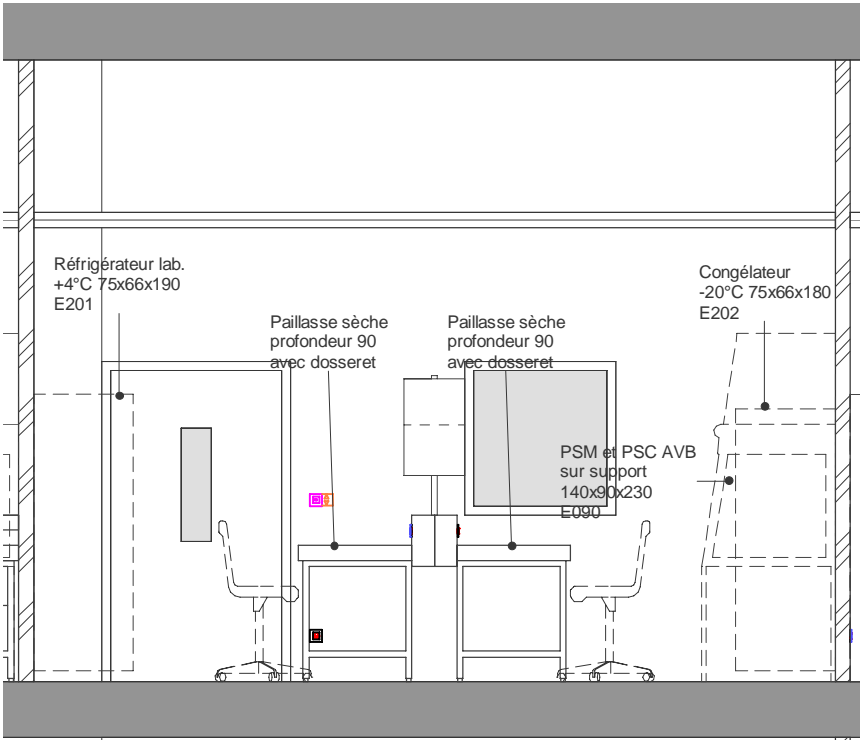 Réfrigérateur lab.
+4°C 75x66x190
E201
Paillasse sèche
profondeur 90
avec dosseret
Paillasse sèche
profondeur 90
avec dosseret
Congélateur
-20°C 75x66x180
E202
PSM et PSC AVB
sur support
140x90x230
E090